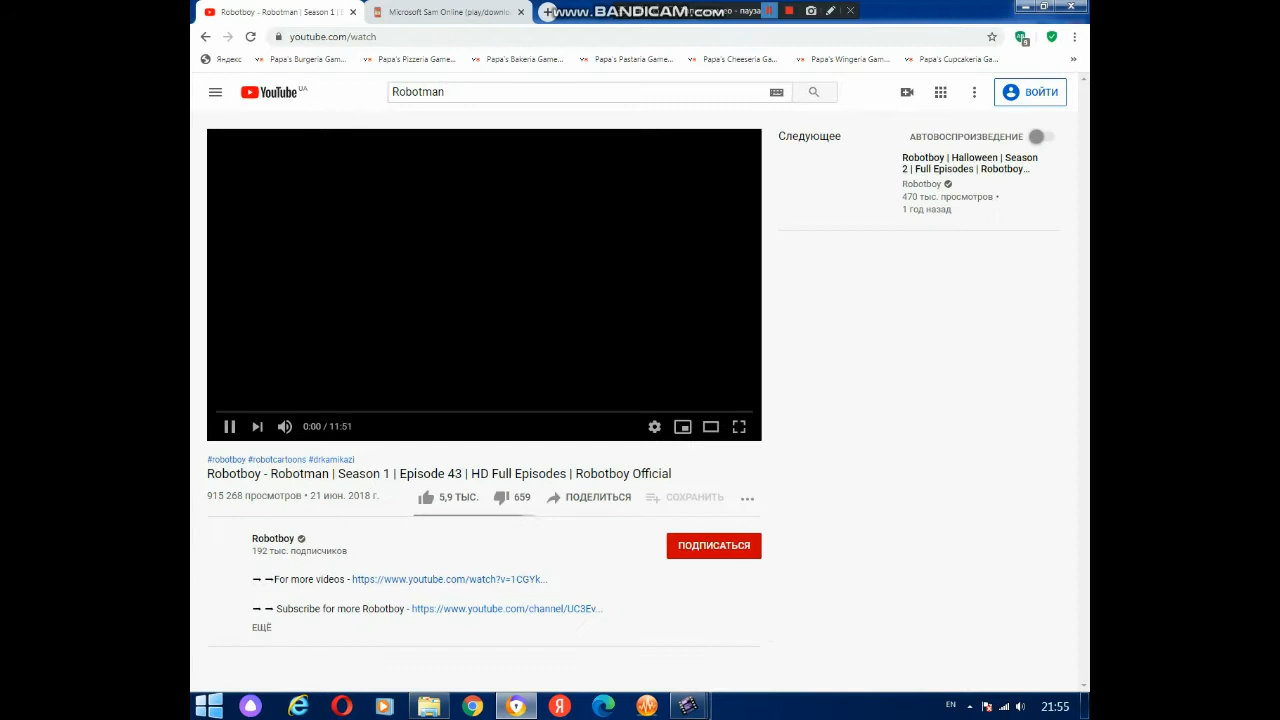 Robotboy - Robotman | Season 1 | E
Microsoft Sam Online (play/downlo
www.BANDICAM.com
- пауза
youtube.com/watch
9
Яндекс
Papa's Burgeria Gam...
Papa's Pizzeria Game...
Papa's Bakeria Game...
Papa's Pastaria Game...
Papa's Cheeseria Ga...
Papa's Wingeria Gam...
Papa's Cupcakeria Ga...
YouTube UA
Robotman
ВОЙТИ
Следующее
АВТОВОСПРОИЗВЕДЕНИЕ
Robotboy | Halloween | Season
2 | Full Episodes | Robotboy...
Robotboy
470 тыс. просмотров •
1 год назад
0:00 / 11:51
#robotboy #robotcartoons #drkamikazi
Robotboy - Robotman | Season 1 | Episode 43 | HD Full Episodes | Robotboy Official
915 268 просмотров • 21 июн. 2018 г.
5,9 ТЫС.
659
ПОДЕЛИТЬСЯ
СОХРАНИТЬ
Robotboy
192 тыс. подписчиков
ПОДПИСАТЬСЯ
➞ ➞For more videos - https://www.youtube.com/watch?v=1CGYk...
➞ ➞ Subscribe for more Robotboy - https://www.youtube.com/channel/UC3Ev...
ЕЩЁ
EN
21:55